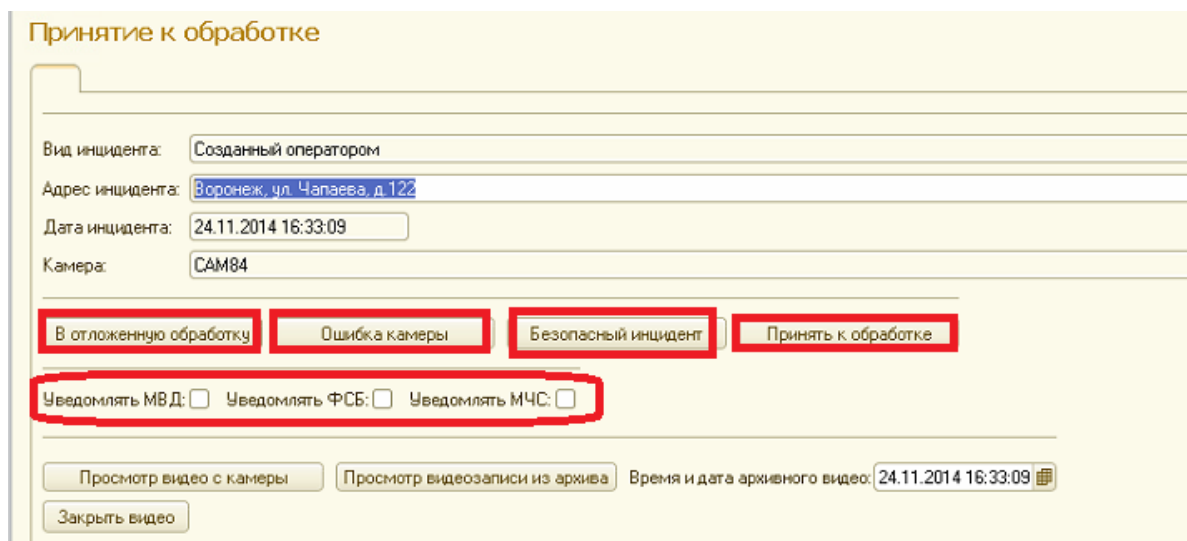 Принятие к обработке
Вид инцидента: Созданный оператором
Адрес инцидента: Воронеж, ул. Чапаева, д.122
Дата инцидента: 24.11.2014 16:33:09
Камера: CAM84
В отложенную обработку Ошибка камеры Безопасный инцидент Принять к обработке
Уведомлять МВД: Уведомлять ФСБ: Уведомлять МЧС:
Просмотр видео с камеры Просмотр видеозаписи из архива Время и дата архивного видео: 24.11.2014 16:33:09
Закрыть видео